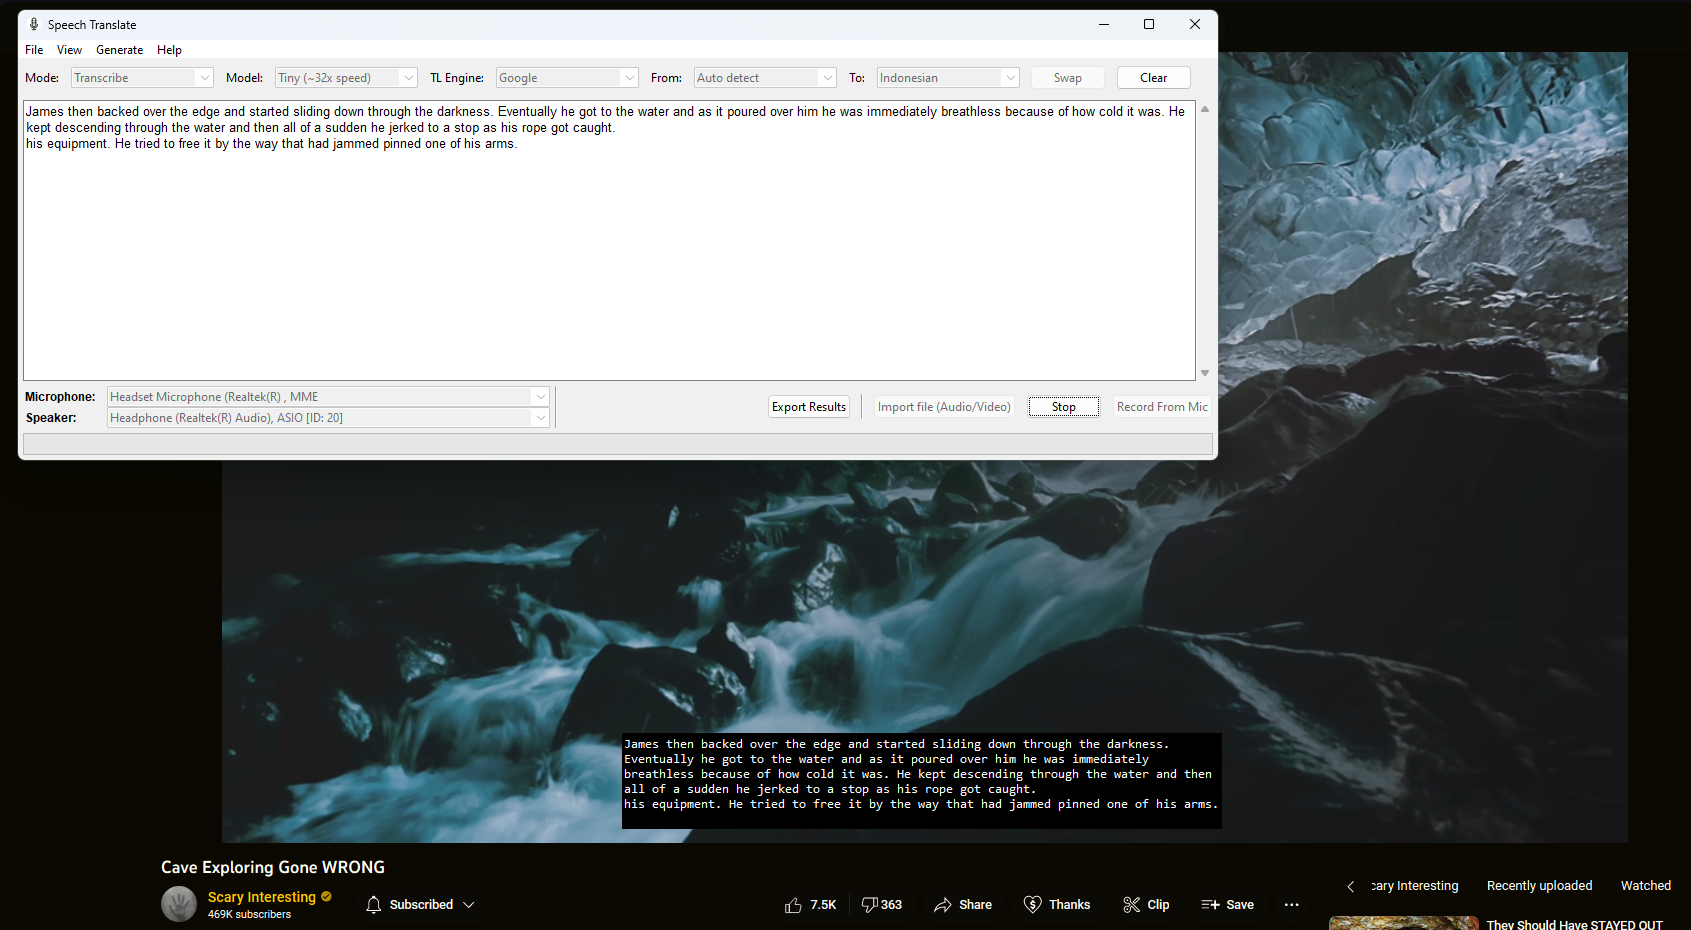 Speech Translate
File View Generate Help
Mode: Transcribe Model: Tiny (~32x speed) TL Engine: Google From: Auto detect To: Indonesian Swap Clear
James then backed over the edge and started sliding down through the darkness. Eventually he got to the water and as it poured over him he was immediately breathless because of how cold it was. He
kept descending through the water and then all of a sudden he jerked to a stop as his rope got caught.
his equipment. He tried to free it by the way that had jammed pinned one of his arms.
Microphone: Headset Microphone (Realtek(R) , MME
Speaker: Headphone (Realtek(R) Audio), ASIO [ID: 20]
Export Results Import file (Audio/Video) Stop Record From Mic
James then backed over the edge and started sliding down through the darkness.
Eventually he got to the water and as it poured over him he was immediately
breathless because of how cold it was. He kept descending through the water and then
all of a sudden he jerked to a stop as his rope got caught.
his equipment. He tried to free it by the way that had jammed pinned one of his arms.
Cave Exploring Gone WRONG
Scary Interesting
469K subscribers
Subscribed
7.5K 363 Share Thanks Clip Save ...
cary Interesting Recently uploaded Watched
They Should Have STAYED OUT